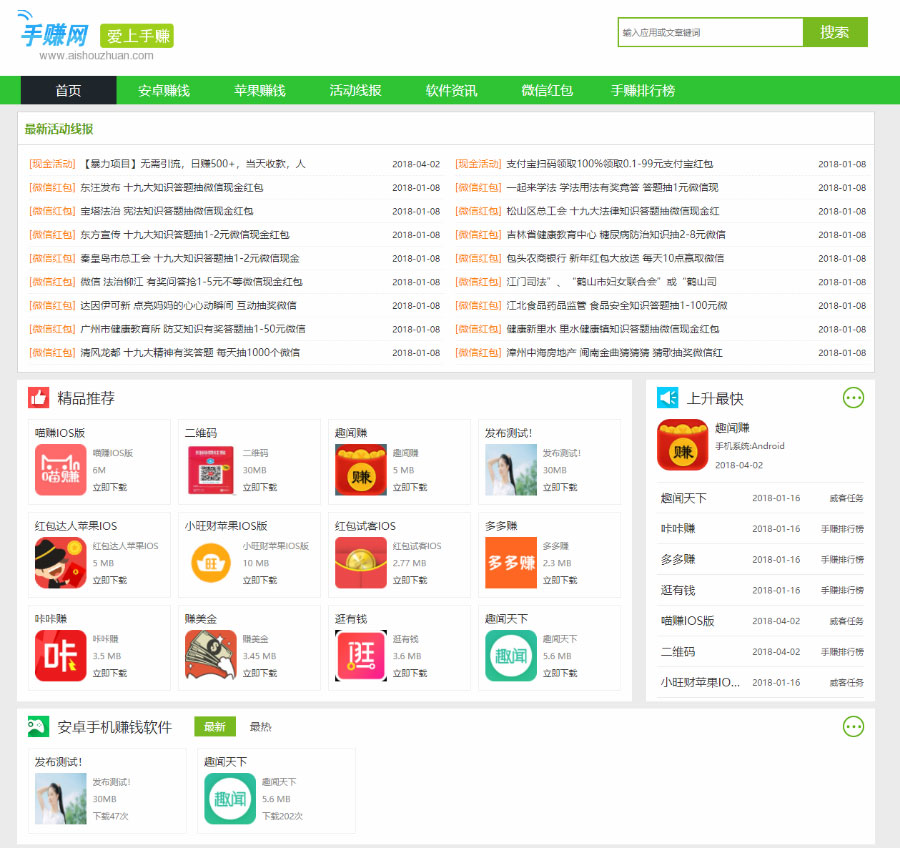 手赚网 爱上手赚
www.aishouzhuan.com
输入应用或文章键词 搜索
首页 安卓赚钱 苹果赚钱 活动线报 软件资讯 微信红包 手赚排行榜
最新活动线报
[现金活动] 【暴力项目】无需引流，日赚500+，当天收款，人 2018-04-02
[现金活动] 支付宝扫码领取100%领取0.1-99元支付宝红包 2018-01-08
[微信红包] 东汪发布 十九大知识答题抽微信现金红包 2018-01-08
[微信红包] 一起来学法 学法用法有奖竞答 答题抽1元微信现 2018-01-08
[微信红包] 宝塔法治 宪法知识答题抽微信现金红包 2018-01-08
[微信红包] 松山区总工会 十九大法律知识答题抽微信现金红 2018-01-08
[微信红包] 东方宣传 十九大知识答题抽1-2元微信现金红包 2018-01-08
[微信红包] 吉林省健康教育中心 糖尿病防治知识抽2-8元微信 2018-01-08
[微信红包] 秦皇岛市总工会 十九大知识答题抽1-2元微信现金 2018-01-08
[微信红包] 包头农商银行 新年红包大放送 每天10点赢取微信 2018-01-08
[微信红包] 微信 法治柳江 有奖问答抢1-5元不等微信现金红包 2018-01-08
[微信红包] 江门司法”、“鹤山市妇女联合会”或“鹤山司 2018-01-08
[微信红包] 达因伊可新 点亮妈妈的心心动瞬间 互动抽奖微信 2018-01-08
[微信红包] 江北食品药品监管 食品安全知识答题抽1-100元微 2018-01-08
[微信红包] 广州市健康教育所 防艾知识有奖答题抽1-50元微信 2018-01-08
[微信红包] 健康新里水 里水健康镇知识答题抽微信现金红包 2018-01-08
[微信红包] 清风龙都 十九大精神有奖答题 每天抽1000个微信 2018-01-08
[微信红包] 漳州中海房地产 闽南金曲猜猜猜 猜歌抽奖微信红 2018-01-08
精品推荐
喵赚IOS版
喵赚
喵赚IOS版
6M
立即下载
二维码
二维码
30MB
立即下载
趣闻赚
赚
趣闻赚
5 MB
立即下载
发布测试！
发布测试！
30MB
立即下载
红包达人苹果IOS
红包达人苹果IOS
5 MB
立即下载
小旺财苹果IOS版
旺
小旺财苹果IOS版
10 MB
立即下载
红包试客IOS
红包试客IOS
2.77 MB
立即下载
多多赚
多多赚
多多赚
2.3 MB
立即下载
咔咔赚
咔
咔咔赚
3.5 MB
立即下载
赚美金
赚美金
3.45 MB
立即下载
逛有钱
逛
逛有钱
3.6 MB
立即下载
趣闻天下
趣闻
趣闻天下
5.6 MB
立即下载
上升最快
赚
趣闻赚
手机系统:Android
2018-04-02
趣闻天下 2018-01-16 威客任务
咔咔赚 2018-01-16 手赚排行榜
多多赚 2018-01-16 手赚排行榜
逛有钱 2018-01-16 手赚排行榜
喵赚IOS版 2018-04-02 威客任务
二维码 2018-04-02 手赚排行榜
小旺财苹果IO... 2018-01-16 威客任务
安卓手机赚钱软件 最新 最热
发布测试！
发布测试！
30MB
下载47次
趣闻天下
趣闻
趣闻天下
5.6 MB
下载202次